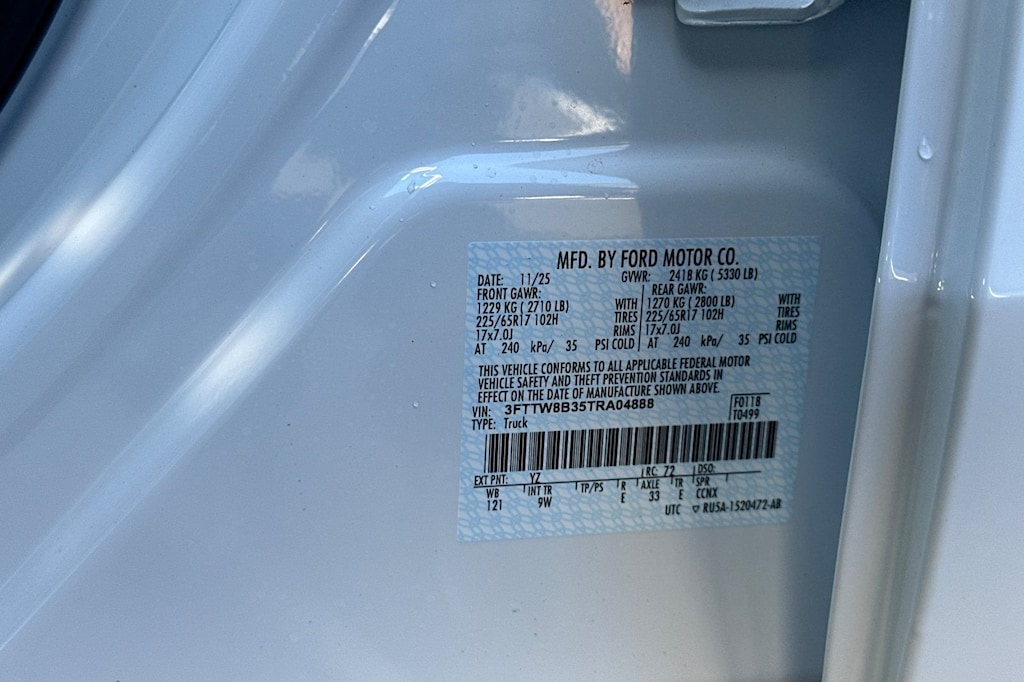 MFD. BY FORD MOTOR CO.
DATE: 11/25 GVWR: 2418 KG ( 5330 LB)
FRONT GAWR: REAR GAWR:
1229 KG ( 2710 LB) WITH 1270 KG ( 2800 LB) WITH
225/65R17 102H TIRES 225/65R17 102H TIRES
17x7.0J RIMS 17x7.0J RIMS
AT 240 kPa/ 35 PSI COLD AT 240 kPa/ 35 PSI COLD
THIS VEHICLE CONFORMS TO ALL APPLICABLE FEDERAL MOTOR
VEHICLE SAFETY AND THEFT PREVENTION STANDARDS IN
EFFECT ON THE DATE OF MANUFACTURE SHOWN ABOVE.
VIN: 3FTTW8B35TRA04888 F0118
TYPE: Truck T0499
EXT PNT: YZ RC: 72 DSO:
WB INT TR TP/PS R AXLE TR SPR
121 9W E 33 E CCNX
UTC ▽ RU5A-1520472-AB